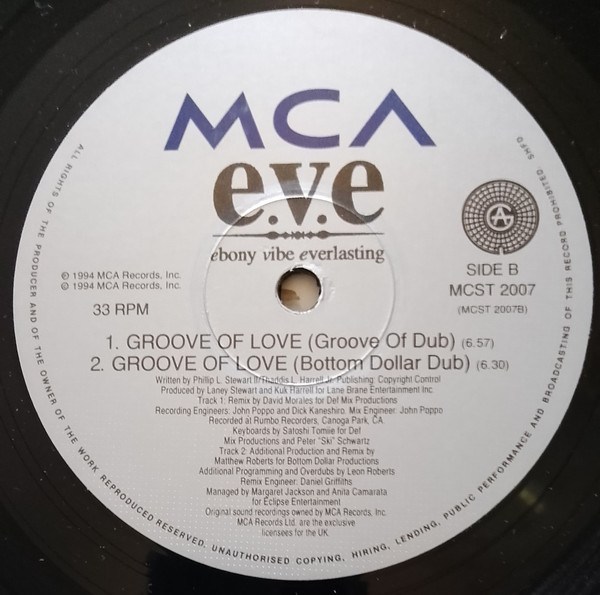 MCA
e.v.e
ebony vibe everlasting
℗ 1994 MCA Records, Inc.
© 1994 MCA Records, Inc.
33 RPM
SIDE B
MCST 2007
(MCST 2007B)
1. GROOVE OF LOVE (Groove Of Dub) (6.57)
2. GROOVE OF LOVE (Bottom Dollar Dub) (6.30)
Written by Phillip L. Stewart II/Thaddis L. Harrell Jr. Publishing: Copyright Control
Produced by Laney Stewart and Kuk Harrell for Lane Brane Entertainment Inc.
Track 1: Remix by David Morales for Def Mix Productions
Recording Engineers: John Poppo and Dick Kaneshiro. Mix Engineer: John Poppo
Recorded at Rumbo Recorders, Canoga Park, CA.
Keyboards by Satoshi Tomiie for Def
Mix Productions and Peter "Ski" Schwartz
Track 2: Additional Production and Remix by
Matthew Roberts for Bottom Dollar Productions
Additional Programming and Overdubs by Leon Roberts
Remix Engineer: Daniel Griffiths
Managed by Margaret Jackson and Anita Camarata
for Eclipse Entertainment
Original sound recordings owned by MCA Records, Inc.
MCA Records Ltd. are the exclusive
licensees for the UK
ALL RIGHTS OF THE PRODUCER AND OF THE OWNER OF THE WORK REPRODUCED RESERVED. UNAUTHORISED COPYING, HIRING, LENDING, PUBLIC PERFORMANCE AND BROADCASTING OF THIS RECORD PROHIBITED.